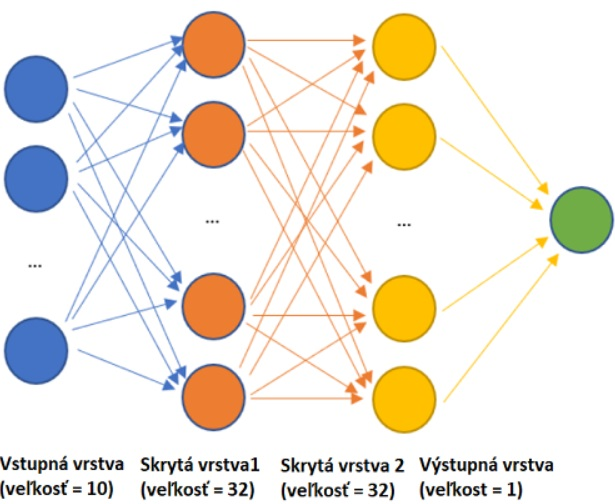 ...
...
...
Vstupná vrstva
(veľkosť = 10)
Skrytá vrstva1
(veľkosť = 32)
Skrytá vrstva 2
(veľkosť = 32)
Výstupná vrstva
(veľkost = 1)